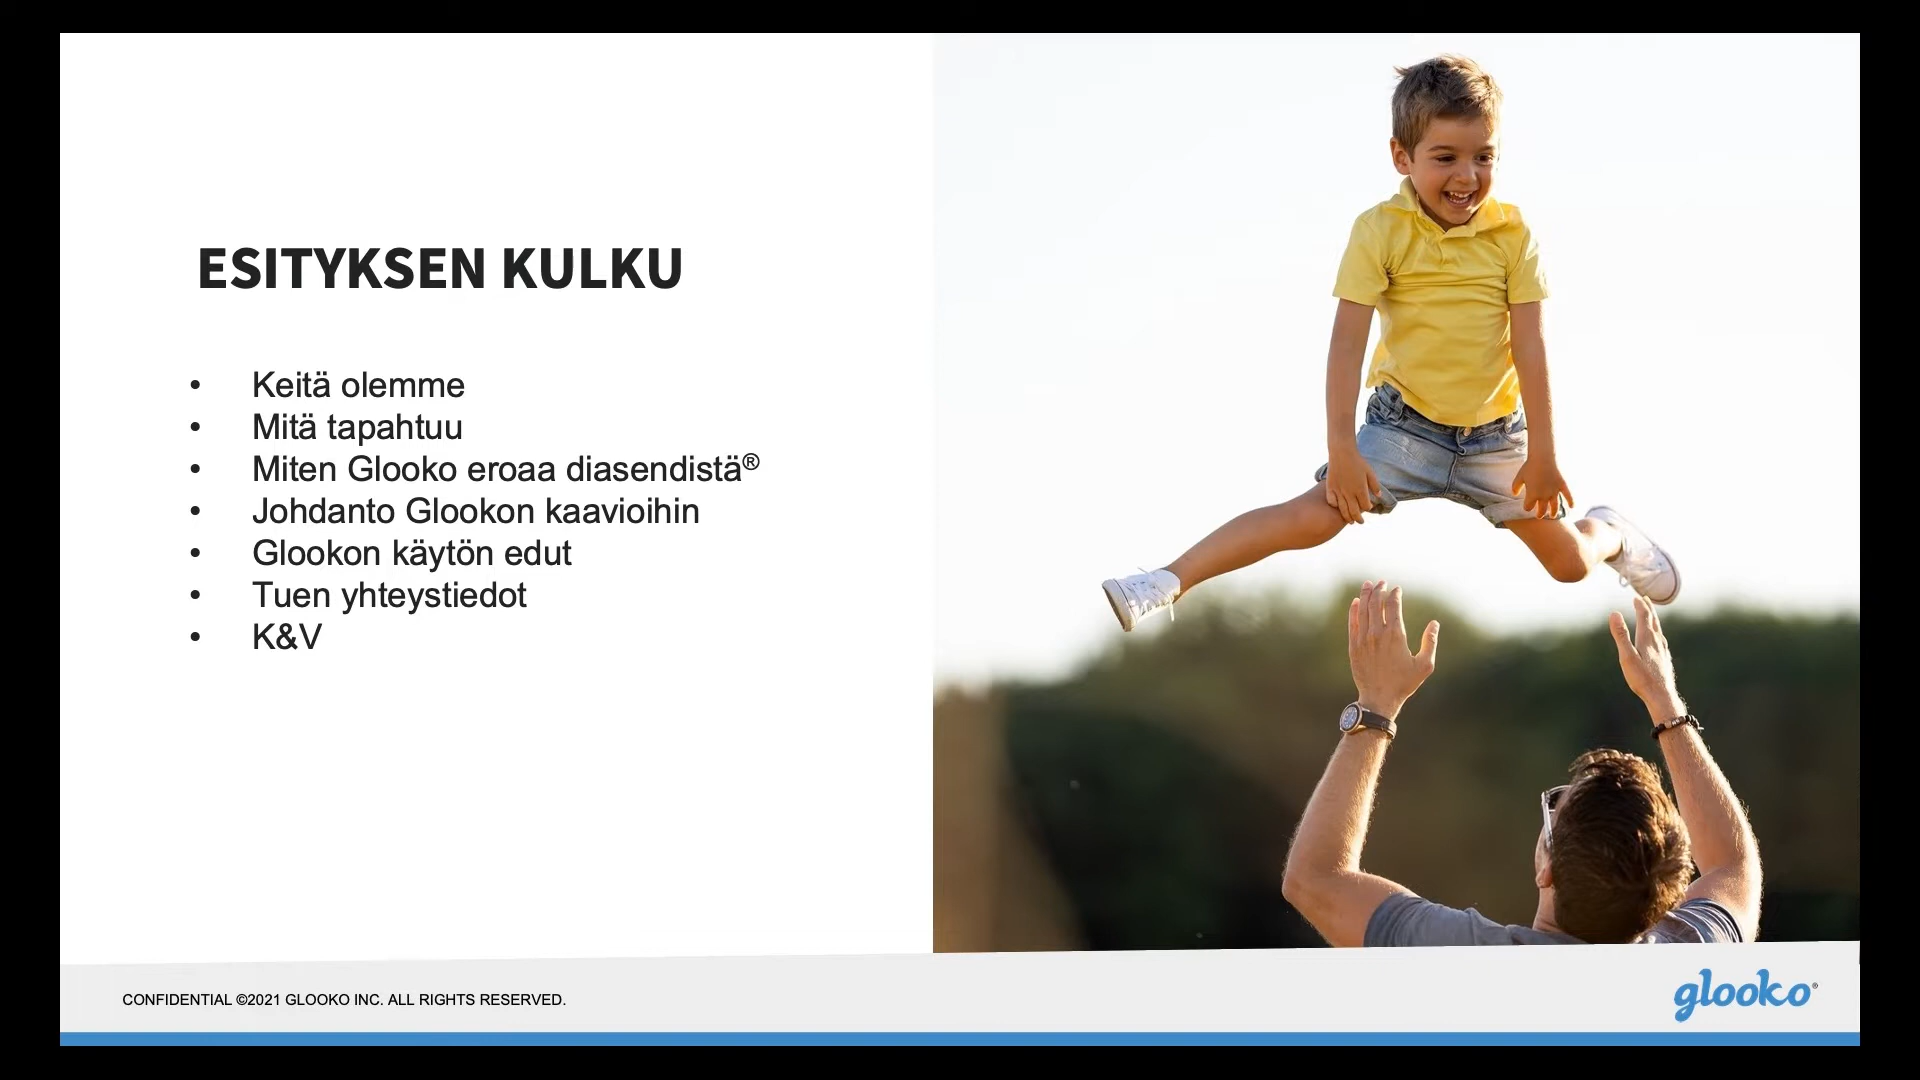 ESITYKSEN KULKU
• Keitä olemme
• Mitä tapahtuu
• Miten Glooko eroaa diasendistä®
• Johdanto Glookon kaavioihin
• Glookon käytön edut
• Tuen yhteystiedot
• K&V
CONFIDENTIAL ©2021 GLOOKO INC. ALL RIGHTS RESERVED.
glooko®